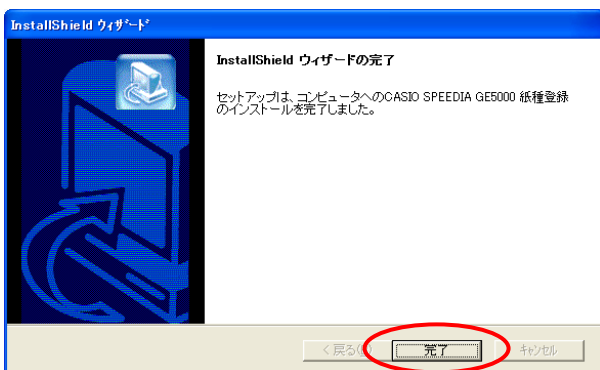 InstallShield ウィザード
InstallShield ウィザードの完了
セットアップは、コンピュータへのCASIO SPEEDIA GE5000 紙種登録
のインストールを完了しました。
< 戻る
完了
キャンセル